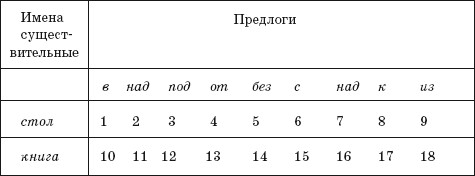 Имена сущест- вительные Предлоги
в над под от без с над к из
стол 1 2 3 4 5 6 7 8 9
книга 10 11 12 13 14 15 16 17 18